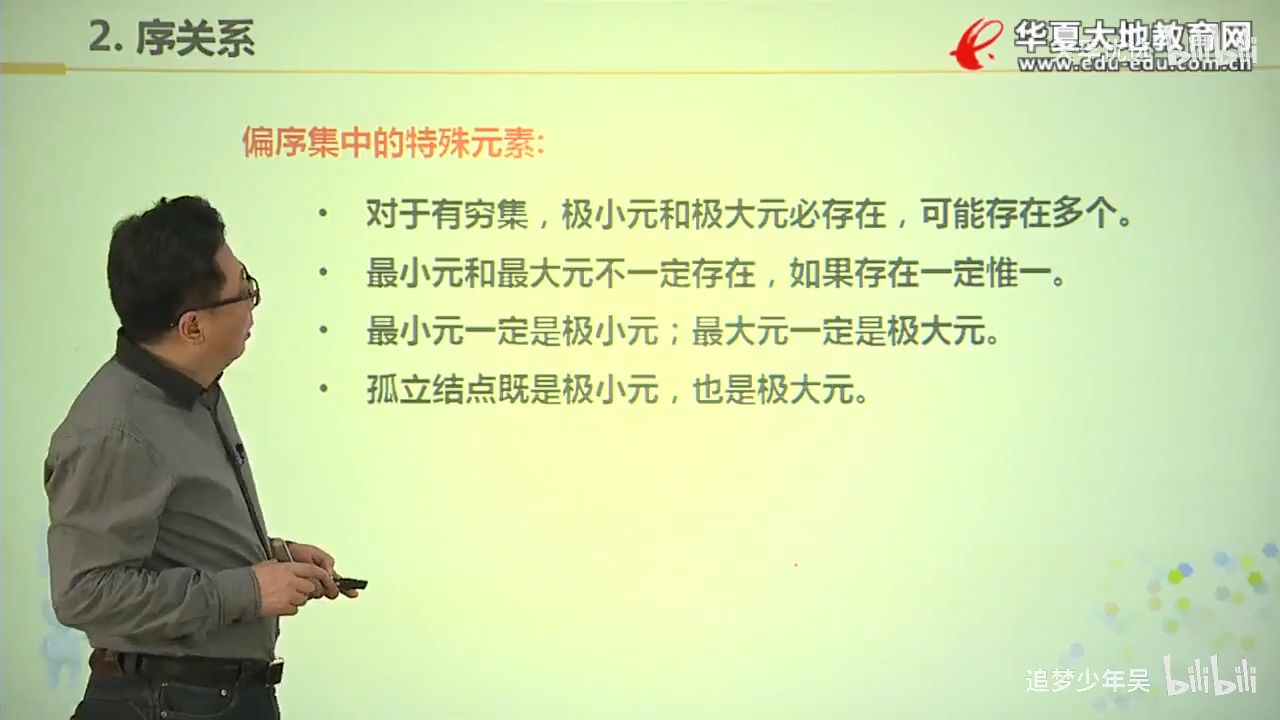 2. 序关系
华夏大地教育网
www.edu-edu.com.cn
bilibili
偏序集中的特殊元素:
• 对于有穷集，极小元和极大元必存在，可能存在多个。
• 最小元和最大元不一定存在，如果存在一定惟一。
• 最小元一定是极小元；最大元一定是极大元。
• 孤立结点既是极小元，也是极大元。
追梦少年吴 bilibili